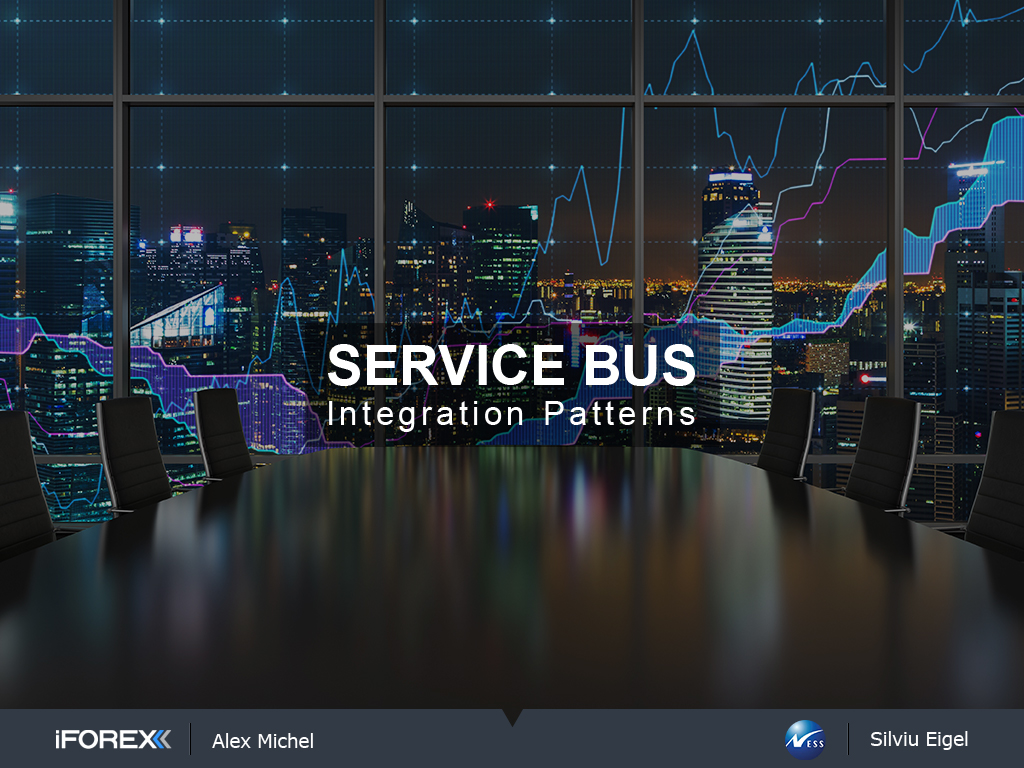 SERVICE BUS
Integration Patterns
iFOREX
Alex Michel
NESS
Silviu Eigel